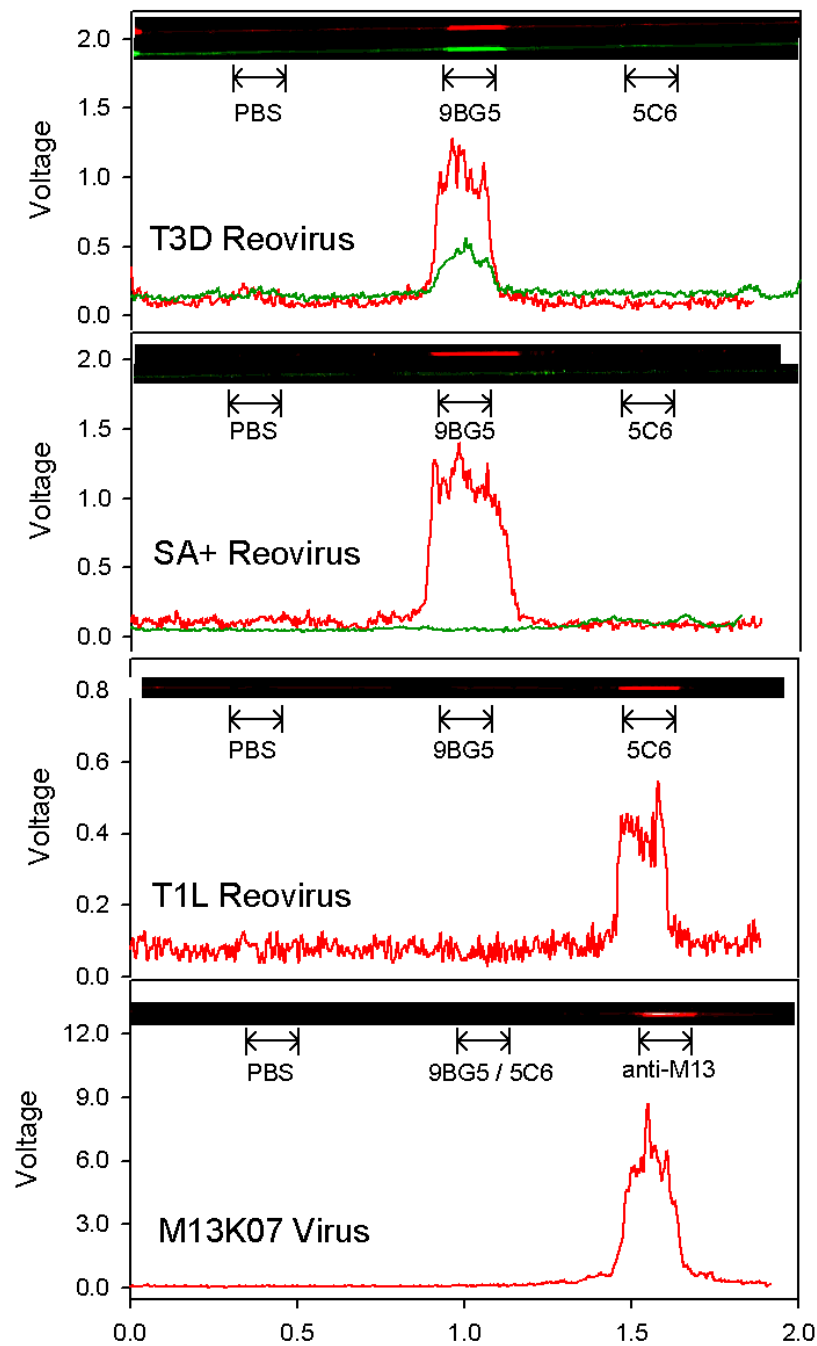 2.0
PBS 9BG5 5C6
1.5
Voltage
1.0
T3D Reovirus
0.5
0.0
2.0
PBS 9BG5 5C6
1.5
Voltage
1.0
SA+ Reovirus
0.5
0.0
0.8
PBS 9BG5 5C6
0.6
Voltage
0.4
T1L Reovirus
0.2
0.0
12.0
PBS 9BG5 / 5C6 anti-M13
9.0
Voltage
6.0
3.0
M13K07 Virus
0.0
0.0 0.5 1.0 1.5 2.0